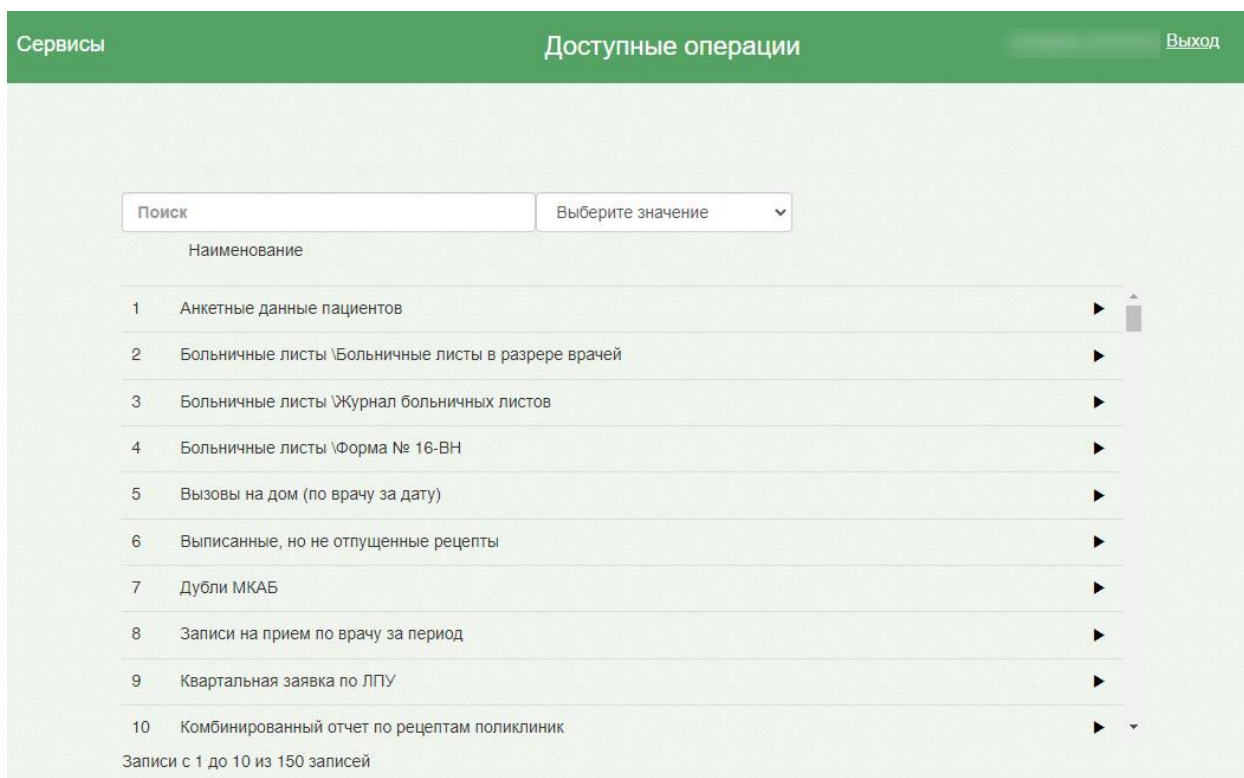 Сервисы Доступные операции Выход
Поиск Выберите значение
Наименование
1 Анкетные данные пациентов
2 Больничные листы \Больничные листы в разрере врачей
3 Больничные листы \Журнал больничных листов
4 Больничные листы \Форма № 16-ВН
5 Вызовы на дом (по врачу за дату)
6 Выписанные, но не отпущенные рецепты
7 Дубли МКАБ
8 Записи на прием по врачу за период
9 Квартальная заявка по ЛПУ
10 Комбинированный отчет по рецептам поликлиник
Записи с 1 до 10 из 150 записей